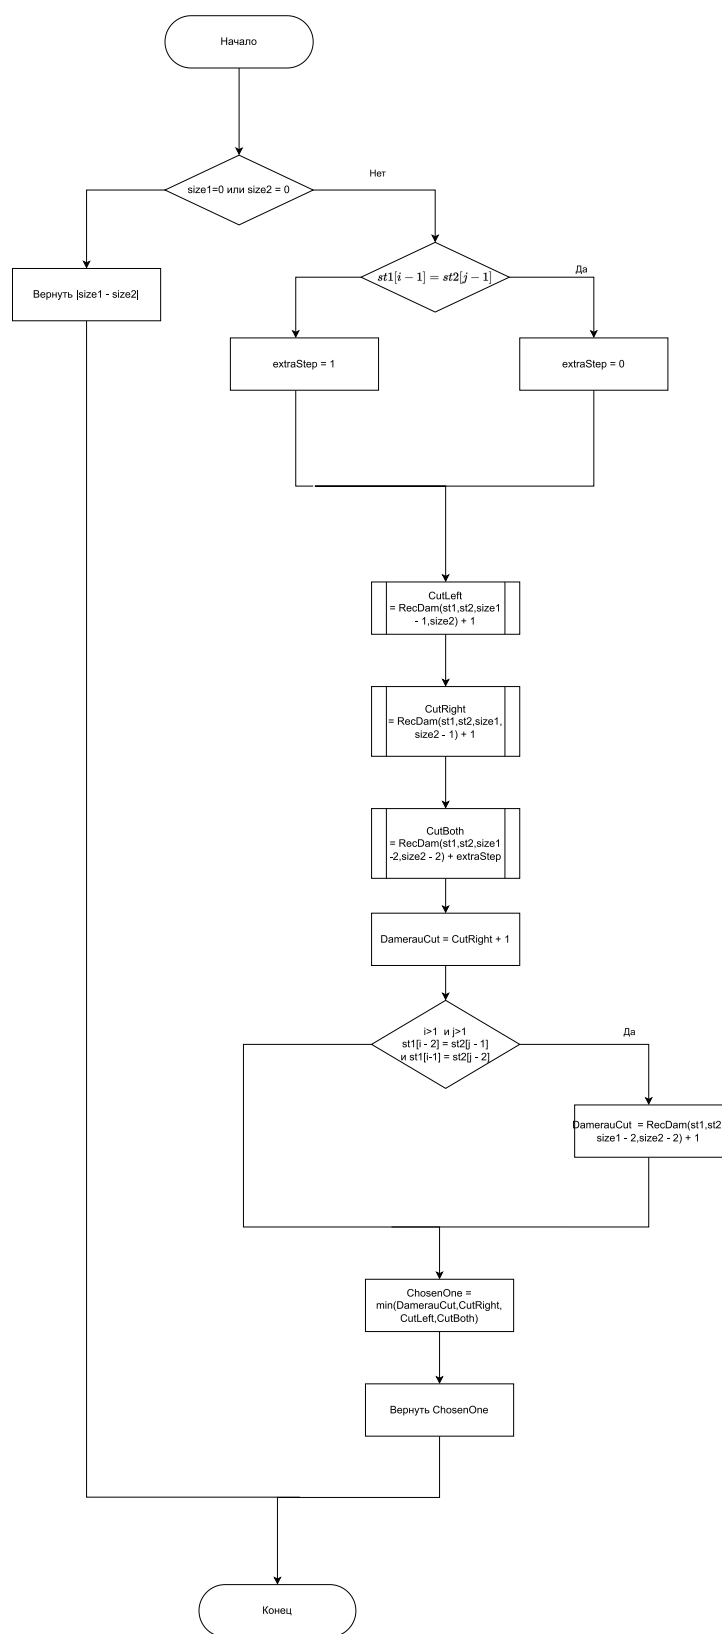 Начало
size1=0 или size2 = 0
Нет
Вернуть |size1 - size2|
st1[i − 1] = st2[j − 1]
Да
extraStep = 1
extraStep = 0
CutLeft
= RecDam(st1,st2,size1
- 1,size2) + 1
CutRight
= RecDam(st1,st2,size1,
size2 - 1) + 1
CutBoth
= RecDam(st1,st2,size1
-2,size2 - 2) + extraStep
DamerauCut = CutRight + 1
i>1 и j>1
st1[i - 2] = st2[j - 1]
и st1[i-1] = st2[j - 2]
Да
DamerauCut = RecDam(st1,st2
size1 - 2,size2 - 2) + 1
ChosenOne =
min(DamerauCut,CutRight,
CutLeft,CutBoth)
Вернуть ChosenOne
Конец